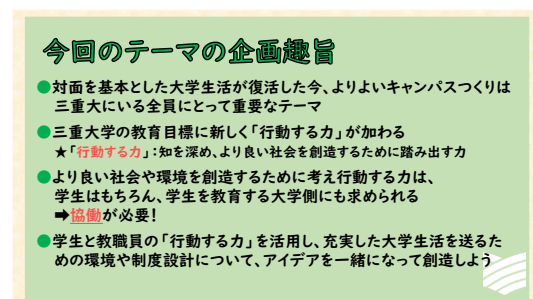 今回のテーマの企画趣旨
●対面を基本とした大学生活が復活した今、よりよいキャンパスつくりは
三重大にいる全員にとって重要なテーマ
●三重大学の教育目標に新しく「行動する力」が加わる
★「行動する力」:知を深め、より良い社会を創造するために踏み出す力
●より良い社会や環境を創造するために考え行動する力は、
学生はもちろん、学生を教育する大学側にも求められる
➡協働が必要!
●学生と教職員の「行動する力」を活用し、充実した大学生活を送るた
めの環境や制度設計について、アイデアを一緒になって創造しよう